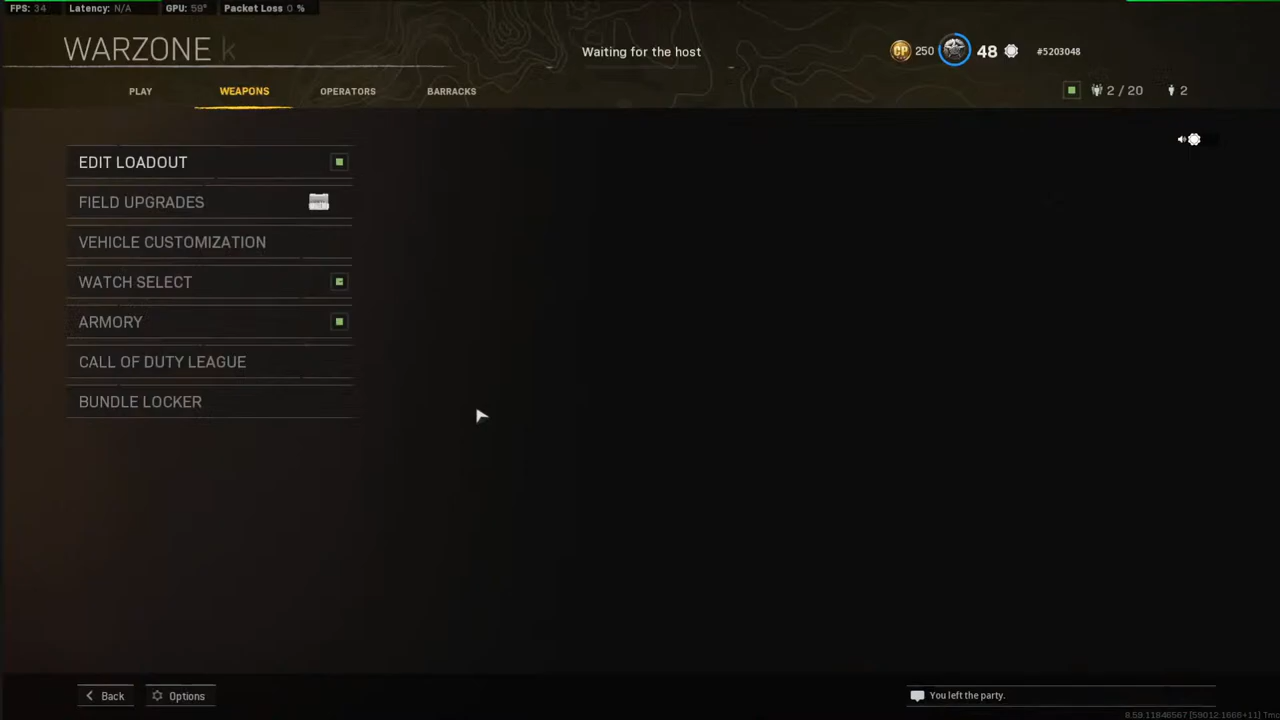 FPS: 34 Latency: N/A GPU: 59° Packet Loss 0 %
WARZONE k
Waiting for the host
CP 250 48 #5203048
PLAY WEAPONS OPERATORS BARRACKS
2 / 20 2
EDIT LOADOUT
FIELD UPGRADES
VEHICLE CUSTOMIZATION
WATCH SELECT
ARMORY
CALL OF DUTY LEAGUE
BUNDLE LOCKER
Back Options
You left the party.